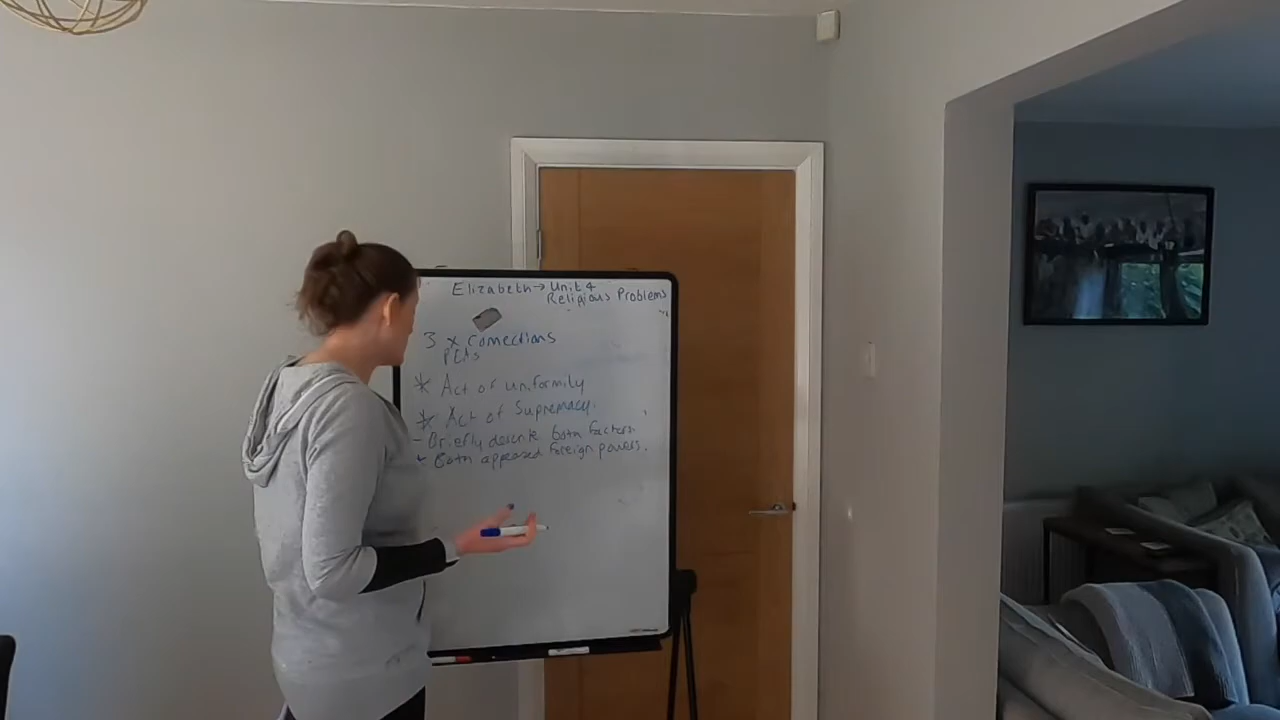 Elizabeth → Unit 4
Religious Problems
3 x connections
PEAs
* Act of uniformity
* Act of Supremacy.
- Briefly describe both factors.
* Both appeased foreign powers.